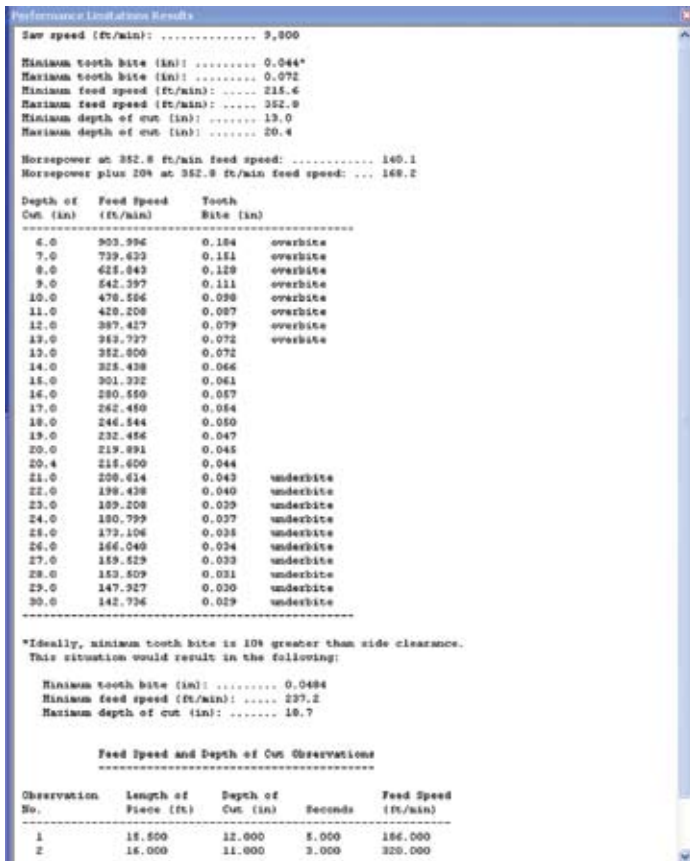 Performance Limitations Results
Saw speed (ft/min): .............. 9,800
Minimum tooth bite (in): ......... 0.044*
Maximum tooth bite (in): ......... 0.072
Minimum feed speed (ft/min): ..... 215.6
Maximum feed speed (ft/min): ..... 352.8
Minimum depth of cut (in): ....... 13.0
Maximum depth of cut (in): ....... 20.4
Horsepower at 352.8 ft/min feed speed: ............ 140.1
Horsepower plus 20% at 352.8 ft/min feed speed: ... 168.2
Depth of Feed Speed Tooth
Cut (in) (ft/min) Bite (in)
6.0 903.996 0.184 overbite
7.0 739.633 0.151 overbite
8.0 625.843 0.128 overbite
9.0 542.397 0.111 overbite
10.0 478.586 0.098 overbite
11.0 428.208 0.087 overbite
12.0 387.427 0.079 overbite
13.0 353.737 0.072 overbite
13.0 352.800 0.072
14.0 325.438 0.066
15.0 301.332 0.061
16.0 280.550 0.057
17.0 262.450 0.054
18.0 246.544 0.050
19.0 232.456 0.047
20.0 219.891 0.045
20.4 215.600 0.044
21.0 208.614 0.043 underbite
22.0 198.438 0.040 underbite
23.0 189.208 0.039 underbite
24.0 180.799 0.037 underbite
25.0 173.106 0.035 underbite
26.0 166.040 0.034 underbite
27.0 159.529 0.033 underbite
28.0 153.509 0.031 underbite
29.0 147.927 0.030 underbite
30.0 142.736 0.029 underbite
*Ideally, minimum tooth bite is 10% greater than side clearance.
This situation would result in the following:
Minimum tooth bite (in): ......... 0.0484
Minimum feed speed (ft/min): ..... 237.2
Maximum depth of cut (in): ....... 18.7
Feed Speed and Depth of Cut Observations
Observation Length of Depth of Feed Speed
No. Piece (ft) Cut (in) Seconds (ft/min)
1 15.500 12.000 5.000 186.000
2 16.000 11.000 3.000 320.000